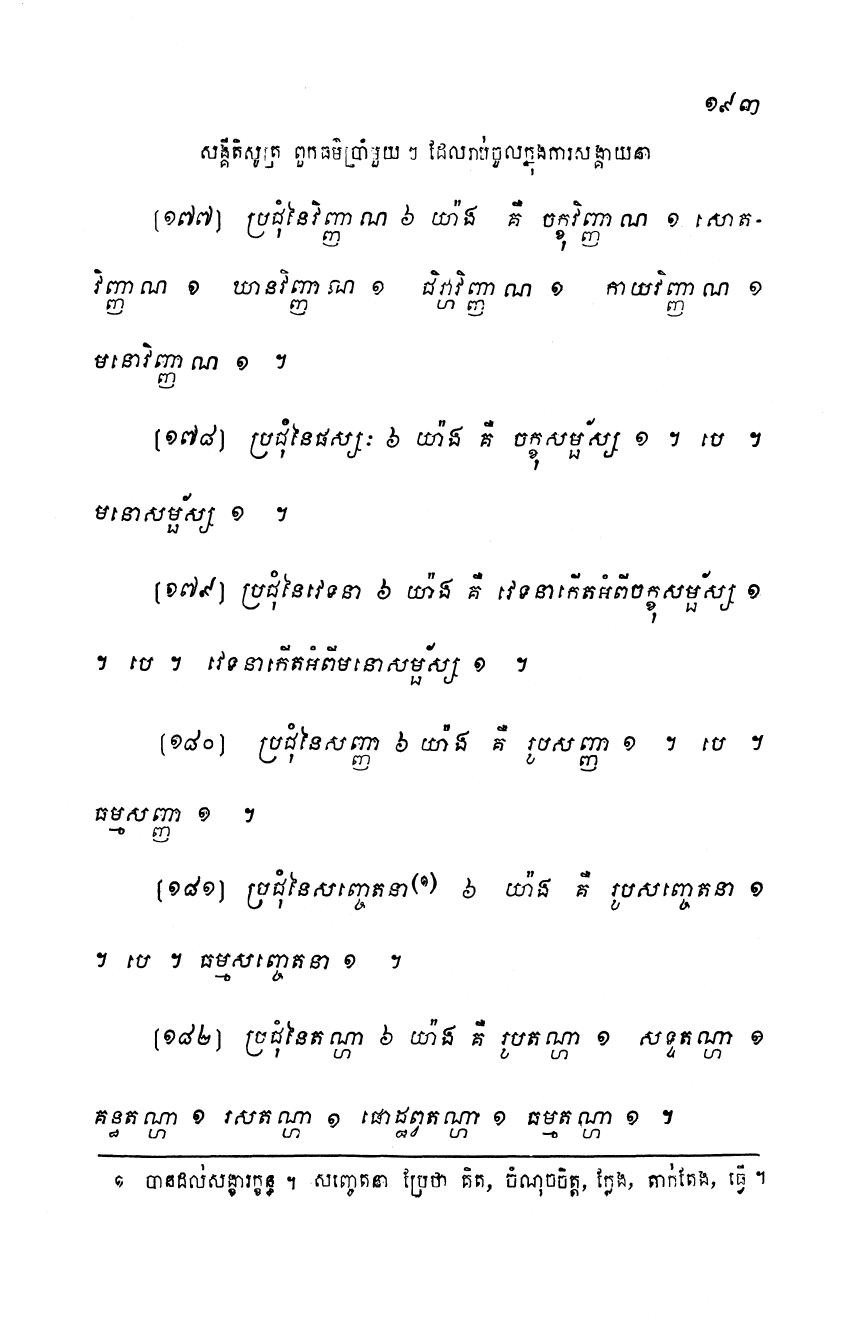 ១៩៣
សង្គីតិសូត្រ ពួកធម៌ប្រាំមួយ ៗ ដែលរាប់ចូលក្នុងការសង្គាយនា
(១៧៧) ប្រជុំនៃវិញ្ញាណ ៦ យ៉ាង គឺ ចក្ខុវិញ្ញាណ ១ សោត-
វិញ្ញាណ ១ ឃានវិញ្ញាណ ១ ជិវ្ហាវិញ្ញាណ ១ កាយវិញ្ញាណ ១
មនោវិញ្ញាណ ១ ។
(១៧៨) ប្រជុំនៃផស្សៈ ៦ យ៉ាង គឺ ចក្ខុសម្ផ័ស្ស ១ ។ បេ ។
មនោសម្ផ័ស្ស ១ ។
(១៧៩) ប្រជុំនៃវេទនា ៦ យ៉ាង គឺ វេទនាកើតអំពីចក្ខុសម្ផ័ស្ស ១
។ បេ ។ វេទនាកើតអំពីមនោសម្ផ័ស្ស ១ ។
(១៨០) ប្រជុំនៃសញ្ញា ៦ យ៉ាង គឺ រូបសញ្ញា ១ ។ បេ ។
ធម្មសញ្ញា ១ ។
(១៨១) ប្រជុំនៃសញ្ចេតនា(១) ៦ យ៉ាង គឺ រូបសញ្ចេតនា ១
។ បេ ។ ធម្មសញ្ចេតនា ១ ។
(១៨២) ប្រជុំនៃតណ្ហា ៦ យ៉ាង គឺ រូបតណ្ហា ១ សទ្ទតណ្ហា ១
គន្ធតណ្ហា ១ រសតណ្ហា ១ ផោដ្ឋព្វតណ្ហា ១ ធម្មតណ្ហា ១ ។
១ បានដល់សង្ខារក្ខន្ធ ។ សញ្ចេតនា ប្រែថា គិត, ចំណុចចិត្ត, ក្លែង, តាក់តែង, ធ្វើ ។